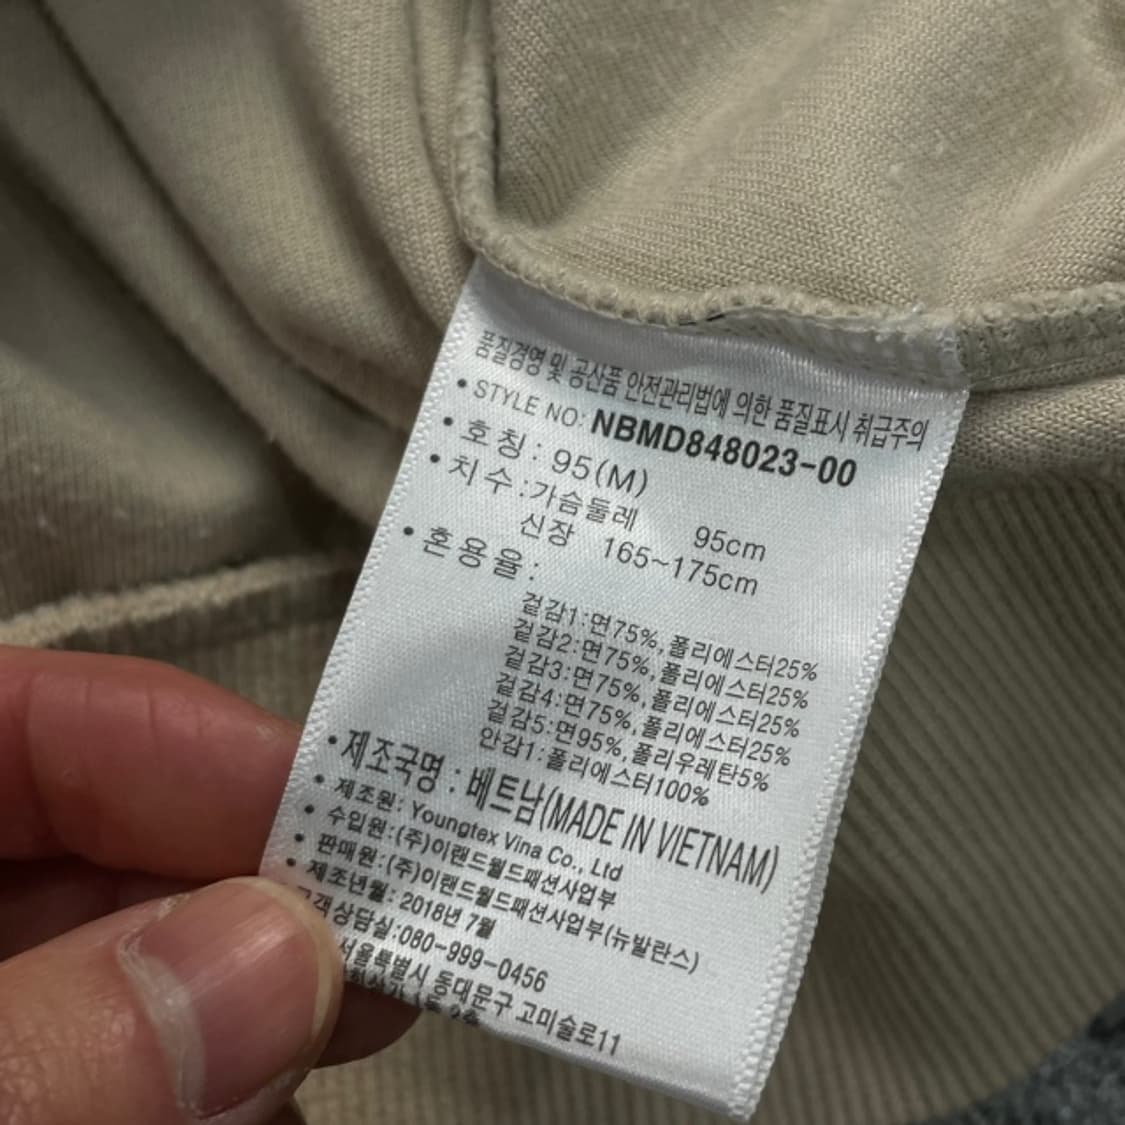 품질경영 및 공산품 안전관리법에 의한 품질표시 취급주의
• STYLE NO: NBMD848023-00
• 호칭 : 95(M)
• 치수 : 가슴둘레 95cm
신장 165~175cm
• 혼용율 :
겉감1:면75%,폴리에스터25%
겉감2:면75%,폴리에스터25%
겉감3:면75%,폴리에스터25%
겉감4:면75%,폴리에스터25%
겉감5:면95%,폴리우레탄5%
안감1:폴리에스터100%
• 제조국명 : 베트남(MADE IN VIETNAM)
• 제조원: Youngtex Vina Co., Ltd
• 수입원:(주)이랜드월드패션사업부
• 판매원:(주)이랜드월드패션사업부(뉴발란스)
• 제조년월: 2018년 7월
고객상담실:080-999-0456
서울특별시 동대문구 고미술로11